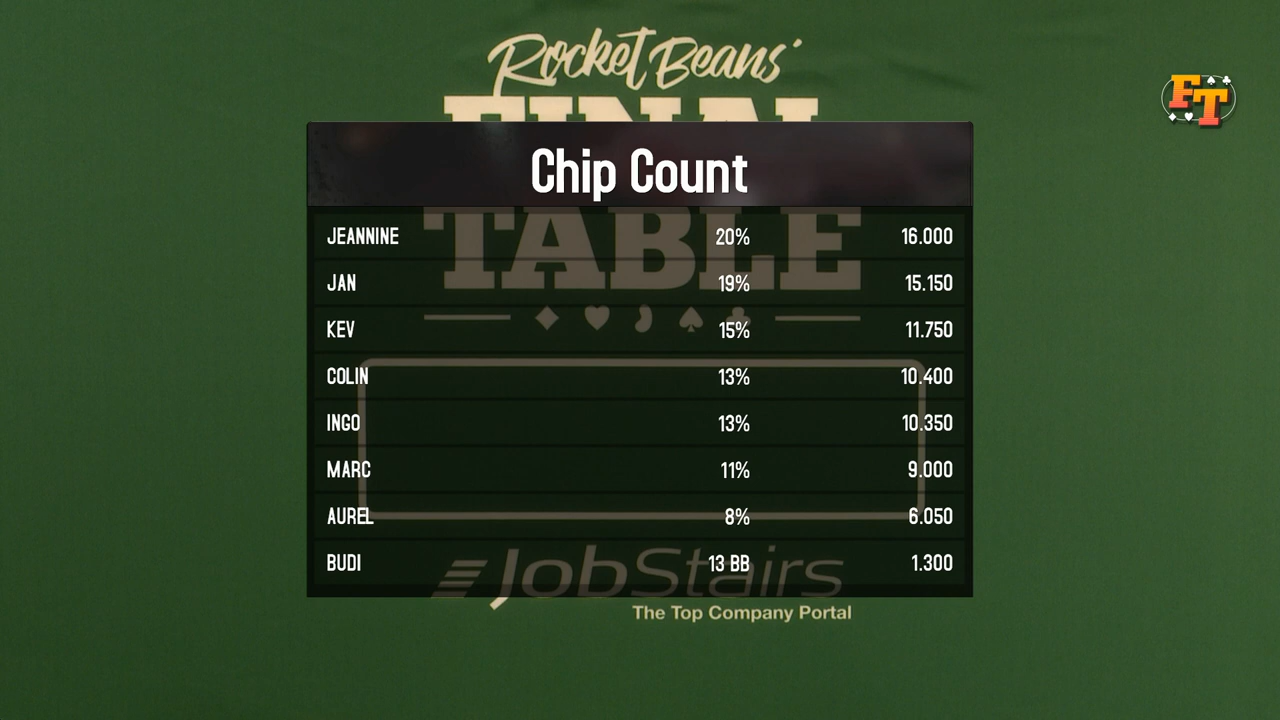 Rocket Beans'
FINAL
FT
Chip Count
TABLE
JEANNINE 20% 16.000
JAN 19% 15.150
KEV 15% 11.750
COLIN 13% 10.400
INGO 13% 10.350
MARC 11% 9.000
AUREL 8% 6.050
BUDI 13 BB 1.300
JobStairs
The Top Company Portal